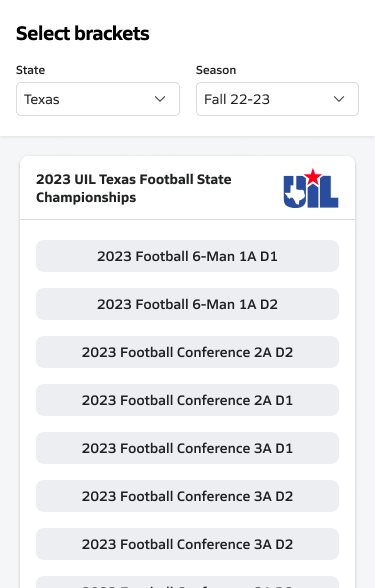 Select brackets
State
Season
Texas
Fall 22-23
2023 UIL Texas Football State
Championships
UIL
2023 Football 6-Man 1A D1
2023 Football 6-Man 1A D2
2023 Football Conference 2A D2
2023 Football Conference 2A D1
2023 Football Conference 3A D1
2023 Football Conference 3A D2
2023 Football Conference 3A D2